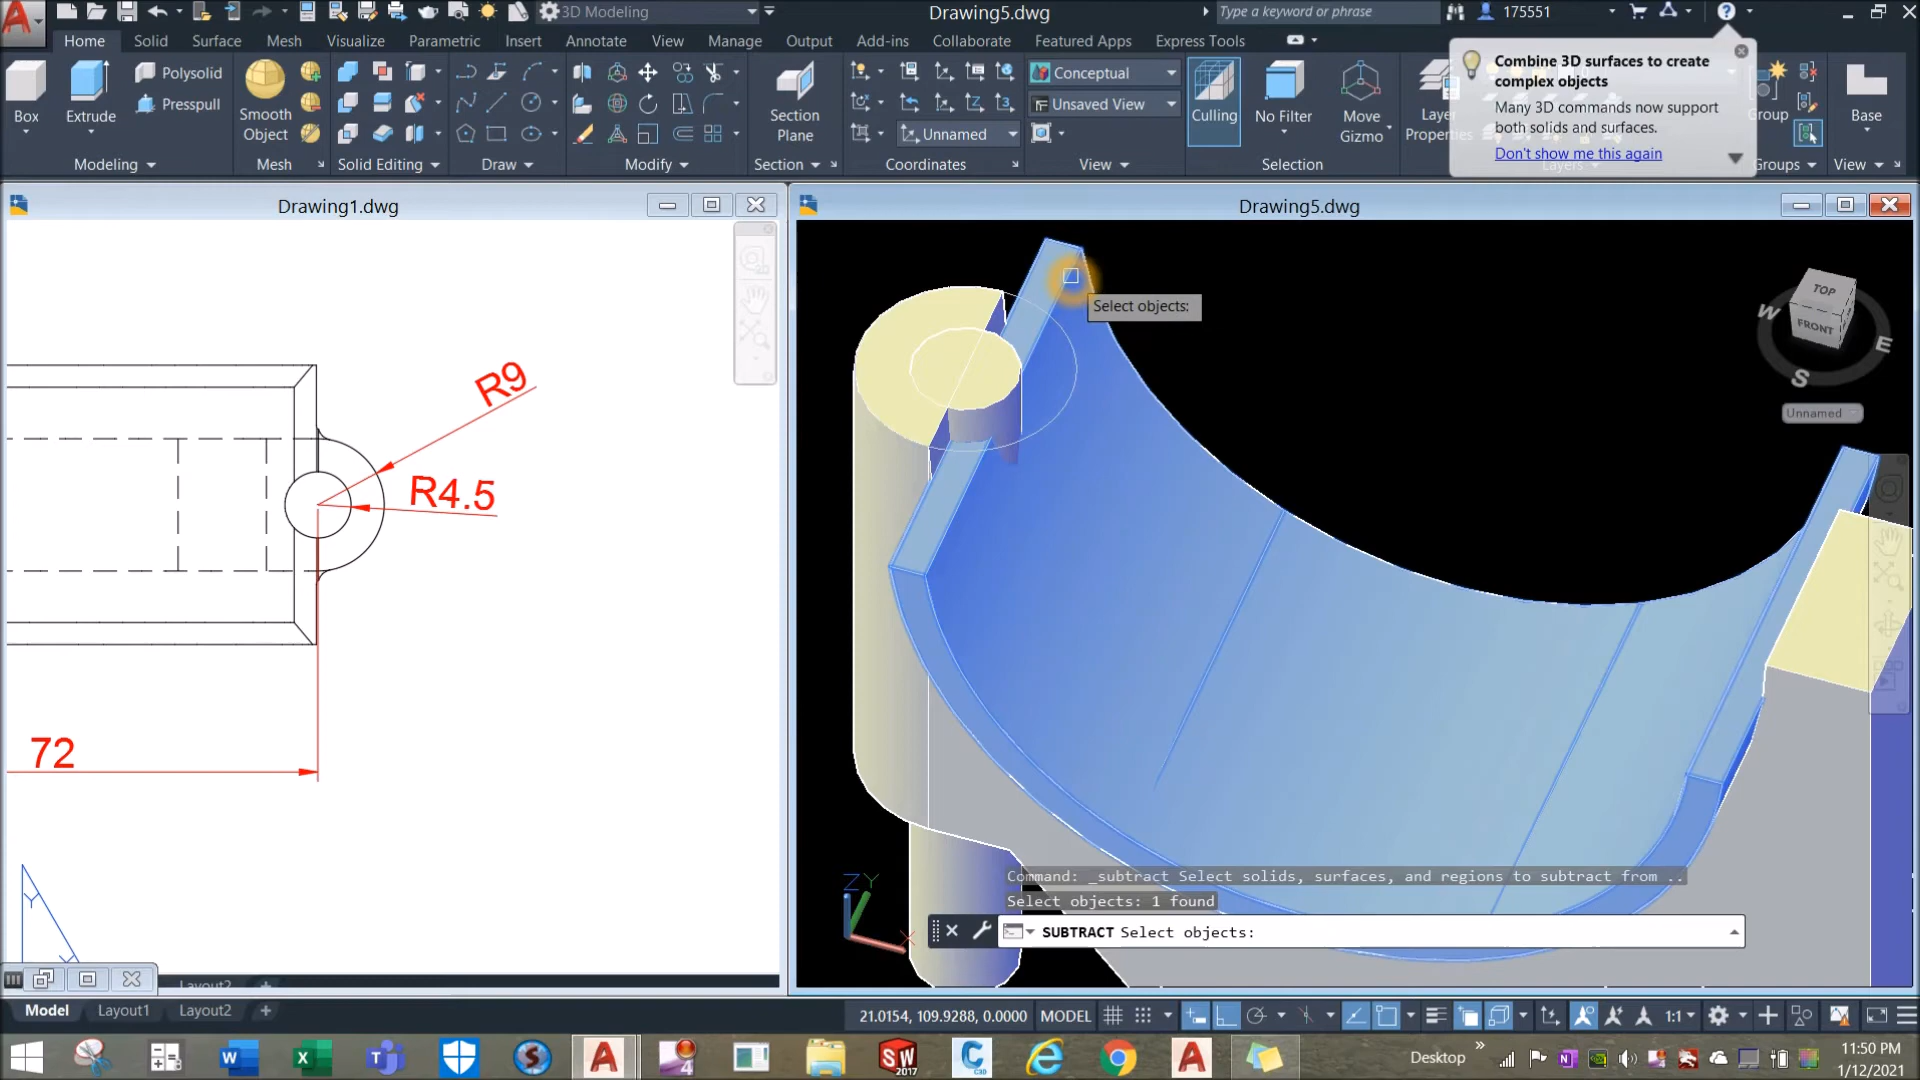 3D Modeling
Drawing5.dwg
Type a keyword or phrase
175551
Home
Solid
Surface
Mesh
Visualize
Parametric
Insert
Annotate
View
Manage
Output
Add-ins
Collaborate
Featured Apps
Express Tools
Box
Extrude
Polysolid
Presspull
Smooth
Object
Section
Plane
Conceptual
Unsaved View
Unnamed
Culling
No Filter
Move
Gizmo
Layer
Properties
Group
Base
Combine 3D surfaces to create
complex objects
Many 3D commands now support
both solids and surfaces.
Don't show me this again
Modeling
Mesh
Solid Editing
Draw
Modify
Section
Coordinates
View
Selection
Layers
Groups
View
Drawing1.dwg
Drawing5.dwg
R9
R4.5
72
Y
Select objects:
TOP
FRONT
W
E
S
Unnamed
Z
Y
X
Command: _subtract Select solids, surfaces, and regions to subtract from ..
Select objects: 1 found
SUBTRACT Select objects:
Layout2
Model
Layout1
Layout2
21.0154, 109.9288, 0.0000
MODEL
1:1
Desktop
11:50 PM
1/12/2021